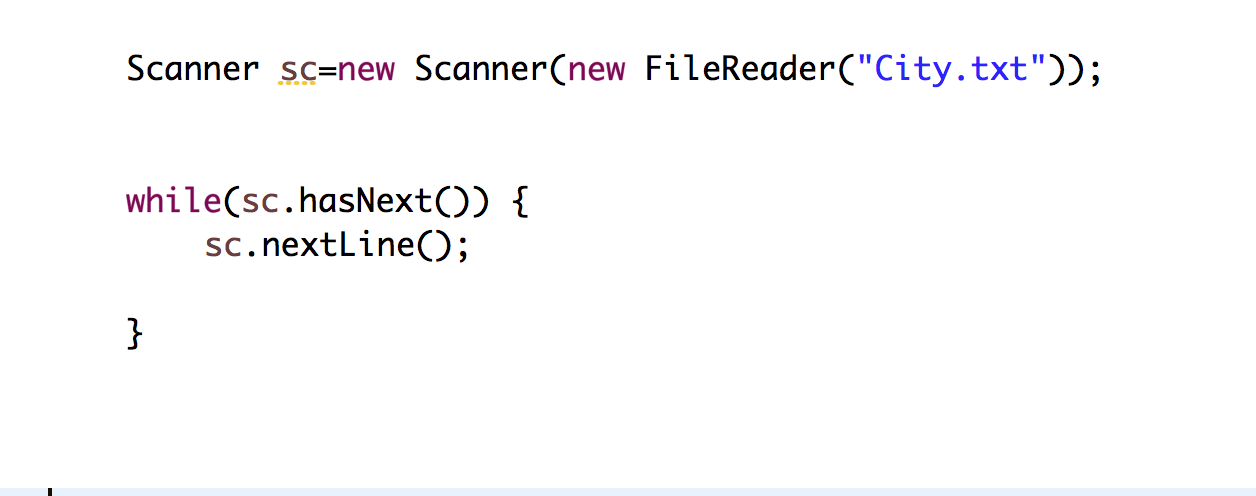 Scanner sc=new Scanner(new FileReader("City.txt"));
while(sc.hasNext()) {
sc.nextLine();
}